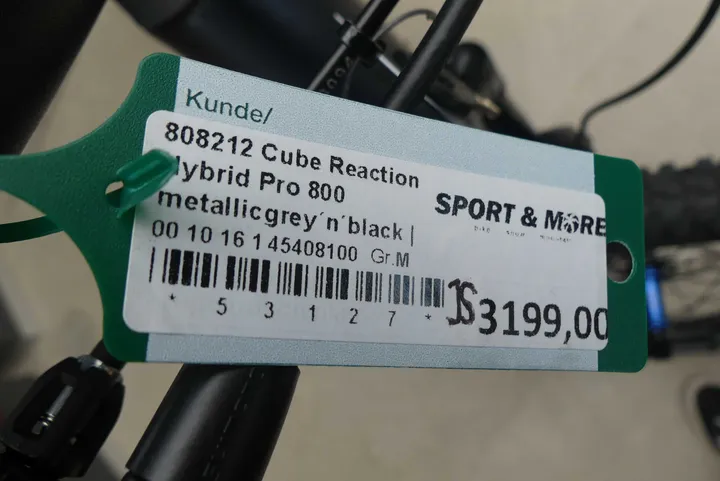 Kunde/
808212 Cube Reaction
Hybrid Pro 800
metallicgrey´n´black |
00 10 16 1 45408100 Gr.M
SPORT & MORE
* 5 3 1 2 7 *
3199,00